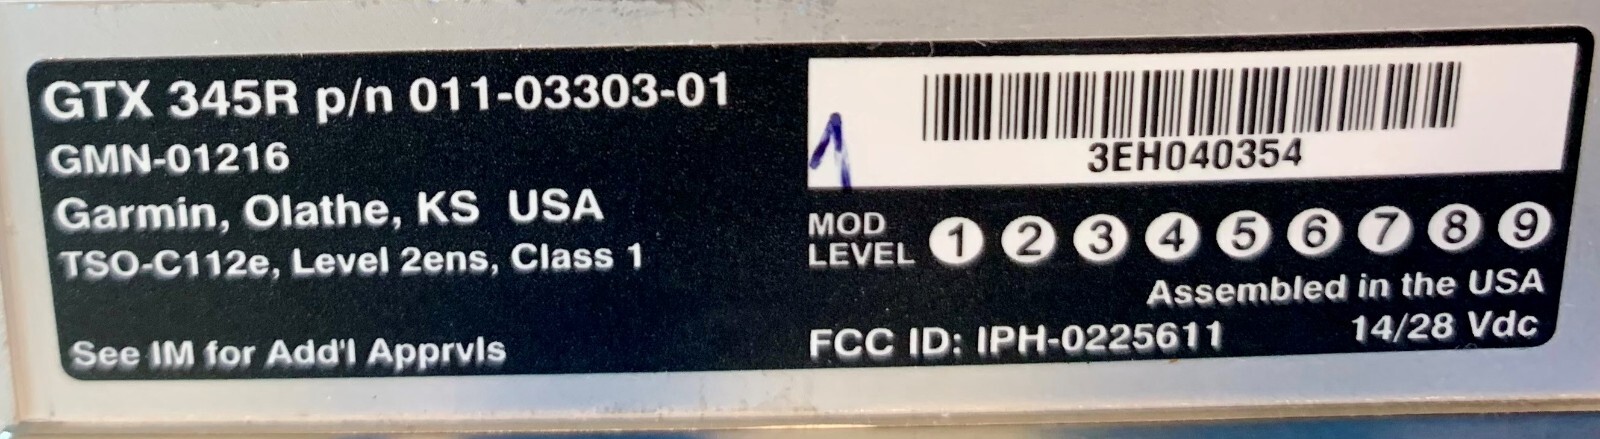 GTX 345R p/n 011-03303-01
GMN-01216
Garmin, Olathe, KS USA
TSO-C112e, Level 2ens, Class 1
See IM for Add'l Apprvls
1
3EH040354
MOD
LEVEL 1 2 3 4 5 6 7 8 9
Assembled in the USA
FCC ID: IPH-0225611 14/28 Vdc